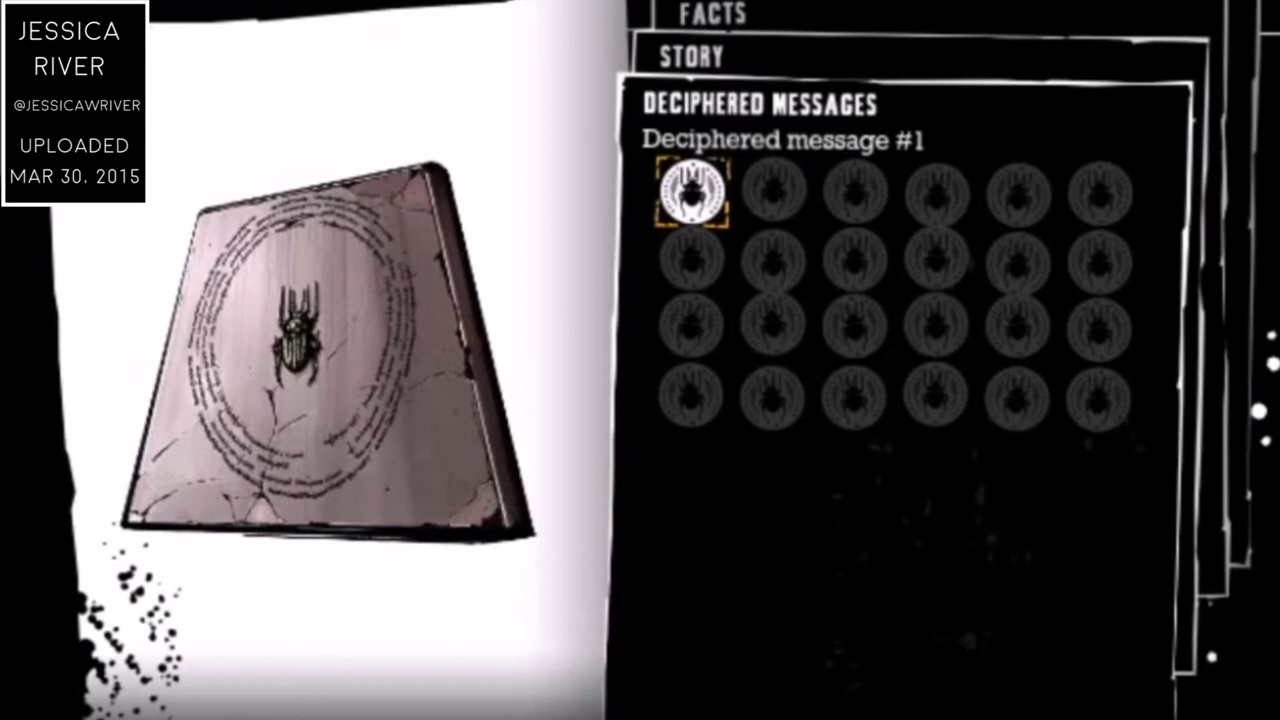 JESSICA
RIVER
@JESSICAWRIVER
UPLOADED
MAR 30. 2015
FACTS
STORY
DECIPHERED MESSAGES
Deciphered message #1